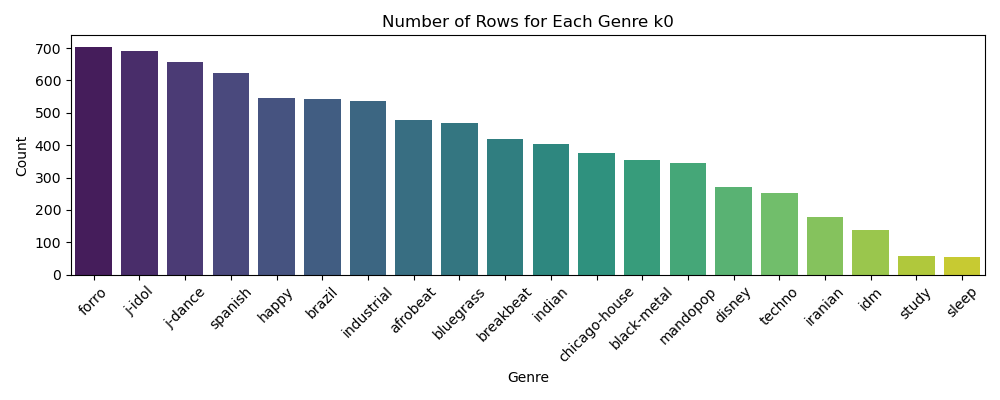 Number of Rows for Each Genre k0
Count
700
600
500
400
300
200
100
0
forro
j-idol
j-dance
spanish
happy
brazil
industrial
afrobeat
bluegrass
breakbeat
indian
chicago-house
black-metal
mandopop
disney
techno
iranian
idm
study
sleep
Genre